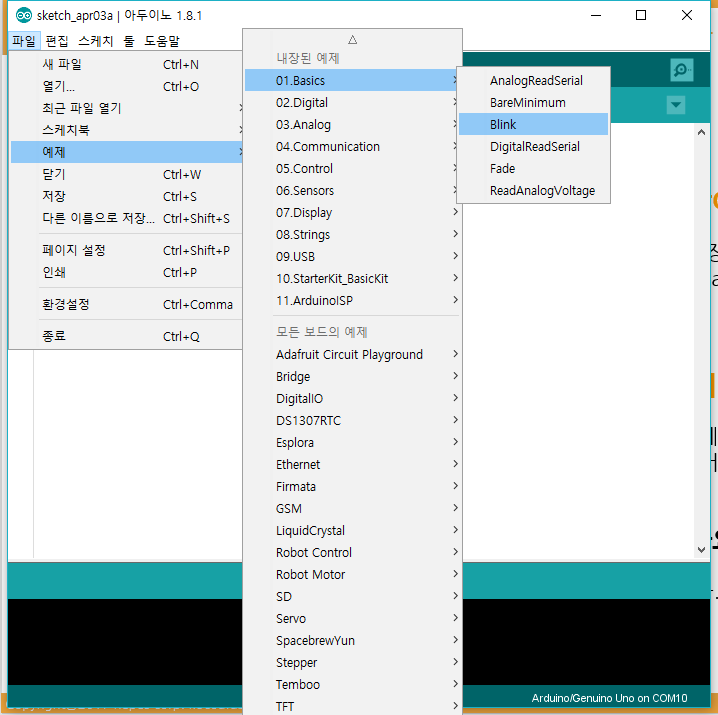 sketch_apr03a | 아두이노 1.8.1
파일 편집 스케치 툴 도움말
새 파일 Ctrl+N
열기... Ctrl+O
최근 파일 열기
스케치북
예제
닫기 Ctrl+W
저장 Ctrl+S
다른 이름으로 저장... Ctrl+Shift+S
페이지 설정 Ctrl+Shift+P
인쇄 Ctrl+P
환경설정 Ctrl+Comma
종료 Ctrl+Q
내장된 예제
01.Basics
02.Digital
03.Analog
04.Communication
05.Control
06.Sensors
07.Display
08.Strings
09.USB
10.StarterKit_BasicKit
11.ArduinoISP
모든 보드의 예제
Adafruit Circuit Playground
Bridge
DigitalIO
DS1307RTC
Esplora
Ethernet
Firmata
GSM
LiquidCrystal
Robot Control
Robot Motor
SD
Servo
SpacebrewYun
Stepper
Temboo
TFT
AnalogReadSerial
BareMinimum
Blink
DigitalReadSerial
Fade
ReadAnalogVoltage
Arduino/Genuino Uno on COM10